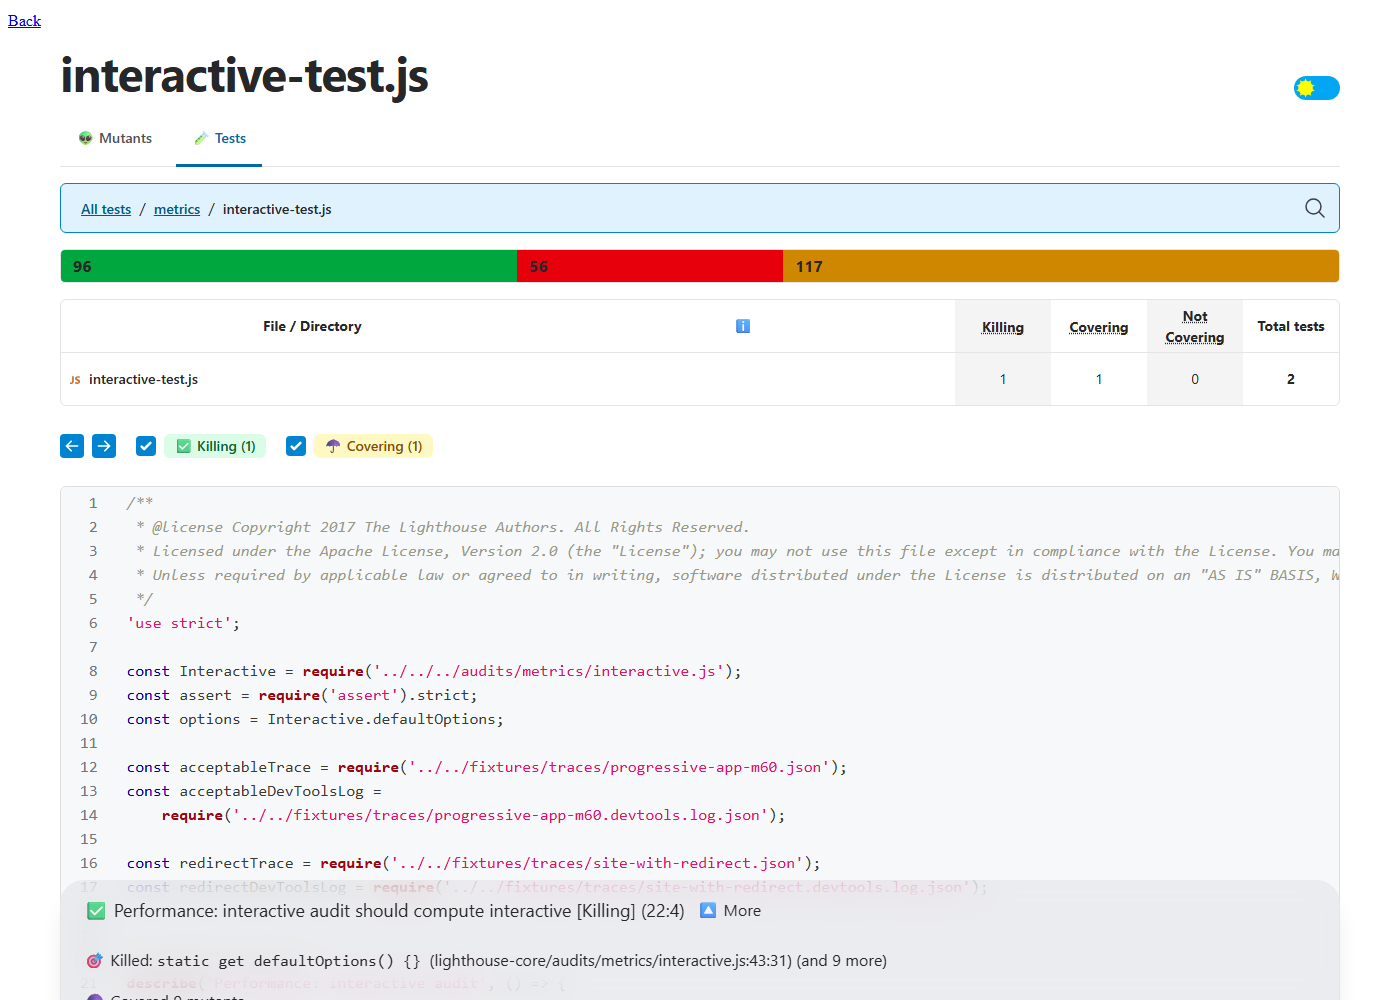 Back
interactive-test.js
👽 Mutants 🧪 Tests
All tests / metrics / interactive-test.js
96 56 117
File / Directory ℹ Killing Covering Not Covering Total tests
JS interactive-test.js 1 1 0 2
✅ Killing (1) ☂ Covering (1)
1 /**
2 * @license Copyright 2017 The Lighthouse Authors. All Rights Reserved.
3 * Licensed under the Apache License, Version 2.0 (the "License"); you may not use this file except in compliance with the License. You ma
4 * Unless required by applicable law or agreed to in writing, software distributed under the License is distributed on an "AS IS" BASIS, W
5 */
6 'use strict';
7
8 const Interactive = require('../../../audits/metrics/interactive.js');
9 const assert = require('assert').strict;
10 const options = Interactive.defaultOptions;
11
12 const acceptableTrace = require('../../fixtures/traces/progressive-app-m60.json');
13 const acceptableDevToolsLog =
14 require('../../fixtures/traces/progressive-app-m60.devtools.log.json');
15
16 const redirectTrace = require('../../fixtures/traces/site-with-redirect.json');
17 const redirectDevToolsLog = require('../../fixtures/traces/site-with-redirect.devtools.log.json');
✅ Performance: interactive audit should compute interactive [Killing] (22:4) 🔼 More
🎯 Killed: static get defaultOptions() {} (lighthouse-core/audits/metrics/interactive.js:43:31) (and 9 more)
21 describe('Performance: interactive audit', () => {